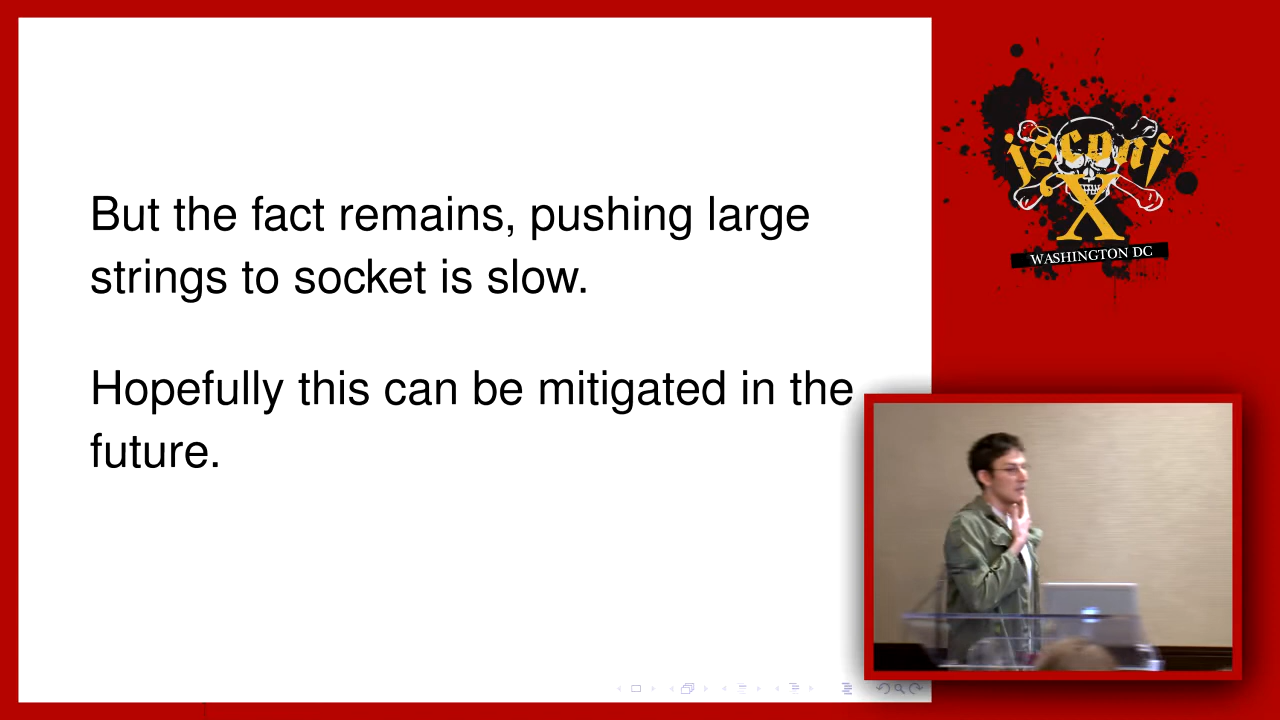 But the fact remains, pushing large
strings to socket is slow.
Hopefully this can be mitigated in the
future.
jsconf
X
WASHINGTON DC